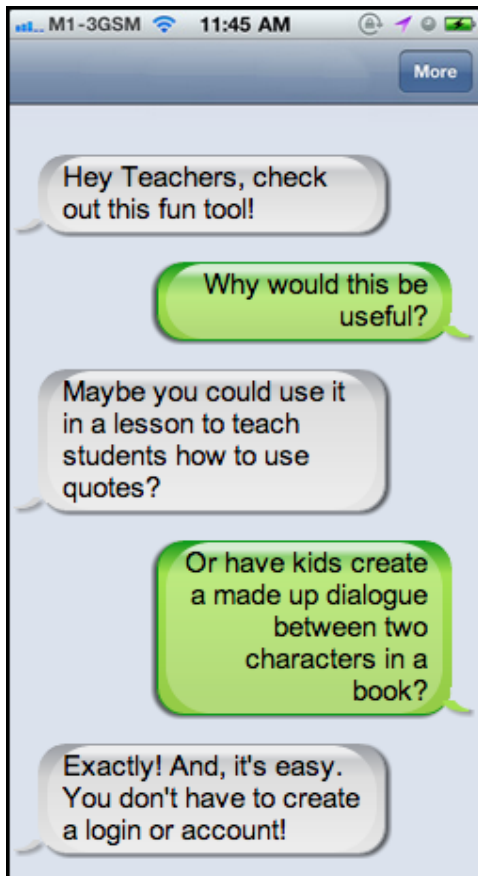 M1-3GSM 11:45 AM
More
Hey Teachers, check
out this fun tool!
Why would this be
useful?
Maybe you could use it
in a lesson to teach
students how to use
quotes?
Or have kids create
a made up dialogue
between two
characters in a
book?
Exactly! And, it's easy.
You don't have to create
a login or account!